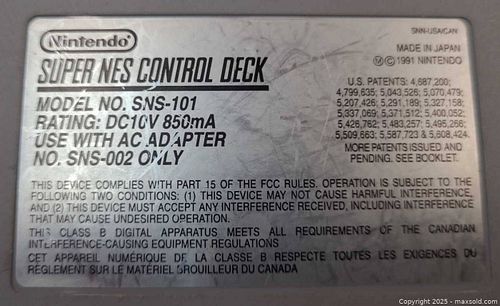 SNN-USA/CAN
Nintendo®
MADE IN JAPAN
Ⓜ©1991 NINTENDO
SUPER NES CONTROL DECK
MODEL NO. SNS-101
RATING: DC10V 850mA
USE WITH AC ADAPTER
NO. SNS-002 ONLY
U.S. PATENTS: 4,687,200;
4,799,635; 5,043,526; 5,070,479;
5,207,426; 5,291,189; 5,327,158;
5,337,069; 5,371,512; 5,400,052;
5,426,762; 5,483,257; 5,495,266;
5,509,663; 5,587,723 & 5,608,424.
MORE PATENTS ISSUED AND
PENDING. SEE BOOKLET.
THIS DEVICE COMPLIES WITH PART 15 OF THE FCC RULES. OPERATION IS SUBJECT TO THE
FOLLOWING TWO CONDITIONS: (1) THIS DEVICE MAY NOT CAUSE HARMFUL INTERFERENCE,
AND (2) THIS DEVICE MUST ACCEPT ANY INTERFERENCE RECEIVED, INCLUDING INTERFERENCE
THAT MAY CAUSE UNDESIRED OPERATION.
THIS CLASS B DIGITAL APPARATUS MEETS ALL REQUIREMENTS OF THE CANADIAN
INTERFERENCE-CAUSING EQUIPMENT REGULATIONS
CET APPAREIL NUMÉRIQUE DE LA CLASSE B RESPECTE TOUTES LES EXIGENCES DU
RÈGLEMENT SUR LE MATÉRIEL BROUILLEUR DU CANADA
Copyright 2025 - maxsold.com